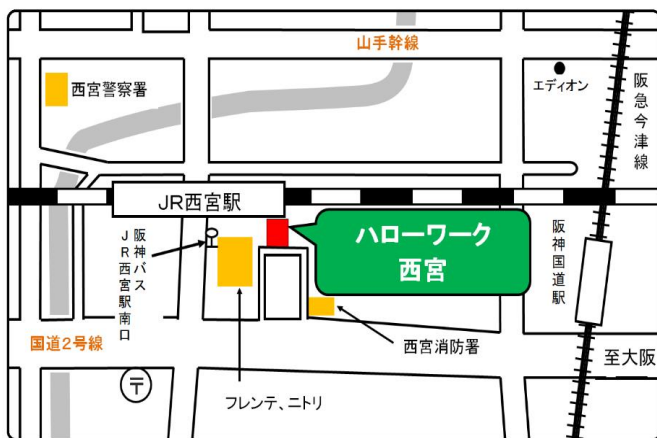 山手幹線
西宮警察署
エディオン
阪急今津線
JR西宮駅
ハローワーク
西宮
阪神バス
JR西宮駅南口
阪神国道駅
西宮消防署
国道2号線
至大阪
〒
フレンテ、ニトリ